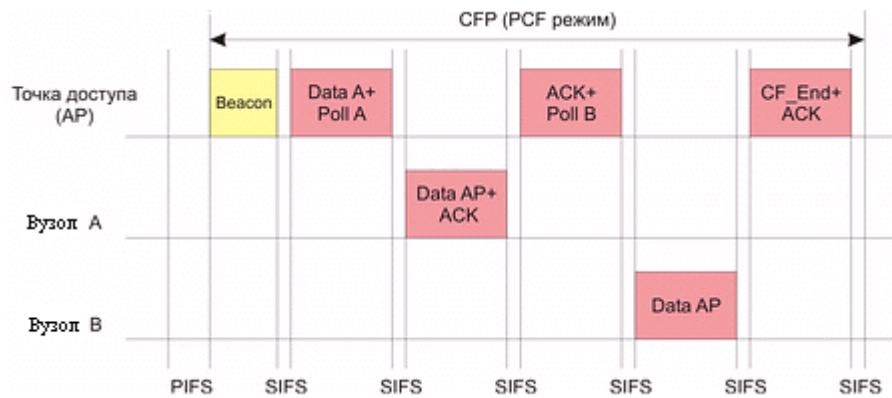 CFP (PCF режим)
Точка доступа
(AP)
Beacon
Data A+
Poll A
ACK+
Poll B
CF_End+
ACK
Вузол A
Data AP+
ACK
Вузол B
Data AP
PIFS SIFS SIFS SIFS SIFS SIFS SIFS